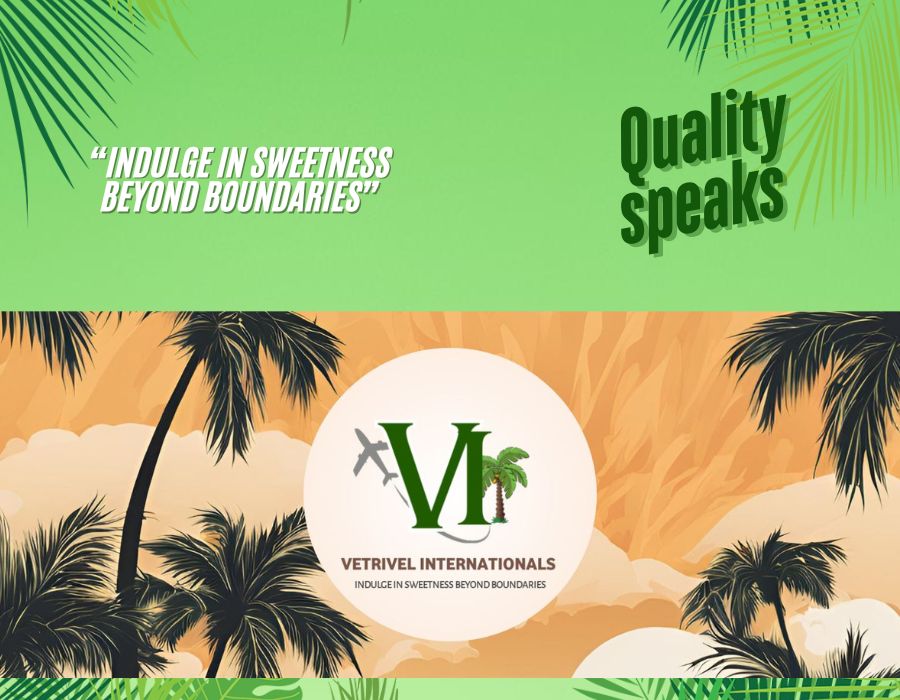 “INDULGE IN SWEETNESS
BEYOND BOUNDARIES”
Quality
speaks
VI
VETRIVEL INTERNATIONALS
INDULGE IN SWEETNESS BEYOND BOUNDARIES